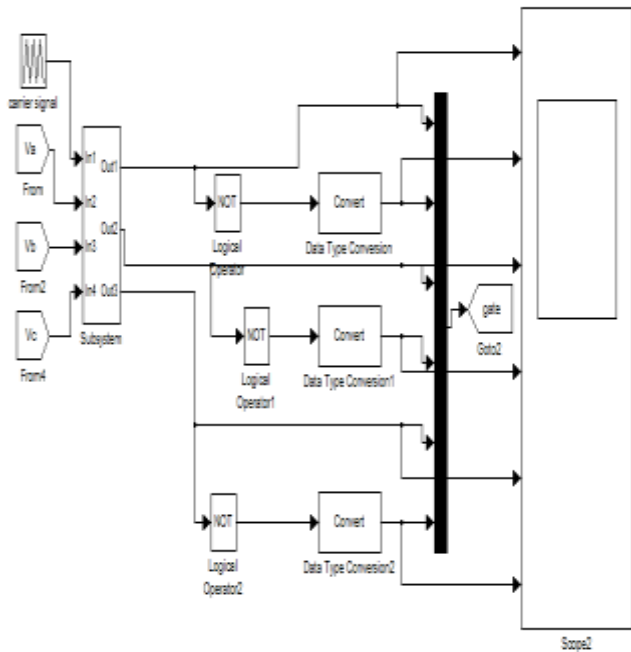 carrier signal
Va
From
Vb
From2
Vc
From4
In1
In2
In3
In4
Out1
Out2
Out3
Subsystem
NOT
Logical
Operator
Convert
Data Type Conversion
NOT
Logical
Operator1
Convert
Data Type Conversion1
NOT
Logical
Operator2
Convert
Data Type Conversion2
gate
Goto2
Scope2